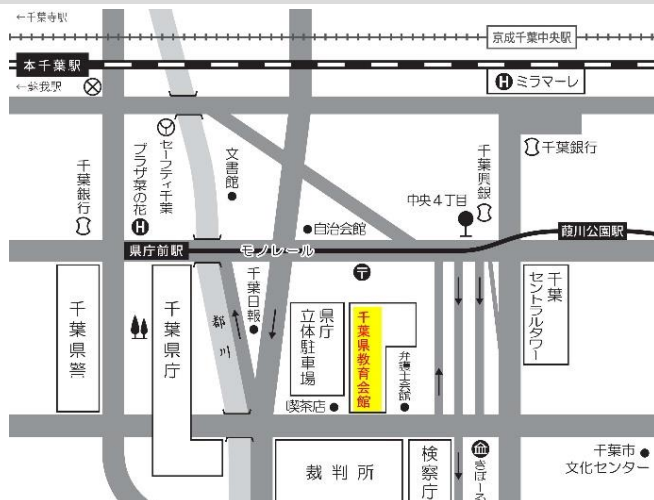 ←千葉寺駅
京成千葉中央駅
本千葉駅
←蘇我駅
H ミラマーレ
セーフティ千葉
プラザ菜の花
H
文書館
千葉銀行
千葉興銀
千葉銀行
中央4丁目
自治会館
県庁前駅
モノレール
葭川公園駅
千葉県警
千葉県庁
都川
千葉日報
県庁
立体駐車場
千葉県教育会館
弁護士会館
喫茶店
千葉
セントラルタワー
裁判所
検察庁
きぼーる
千葉市
文化センター